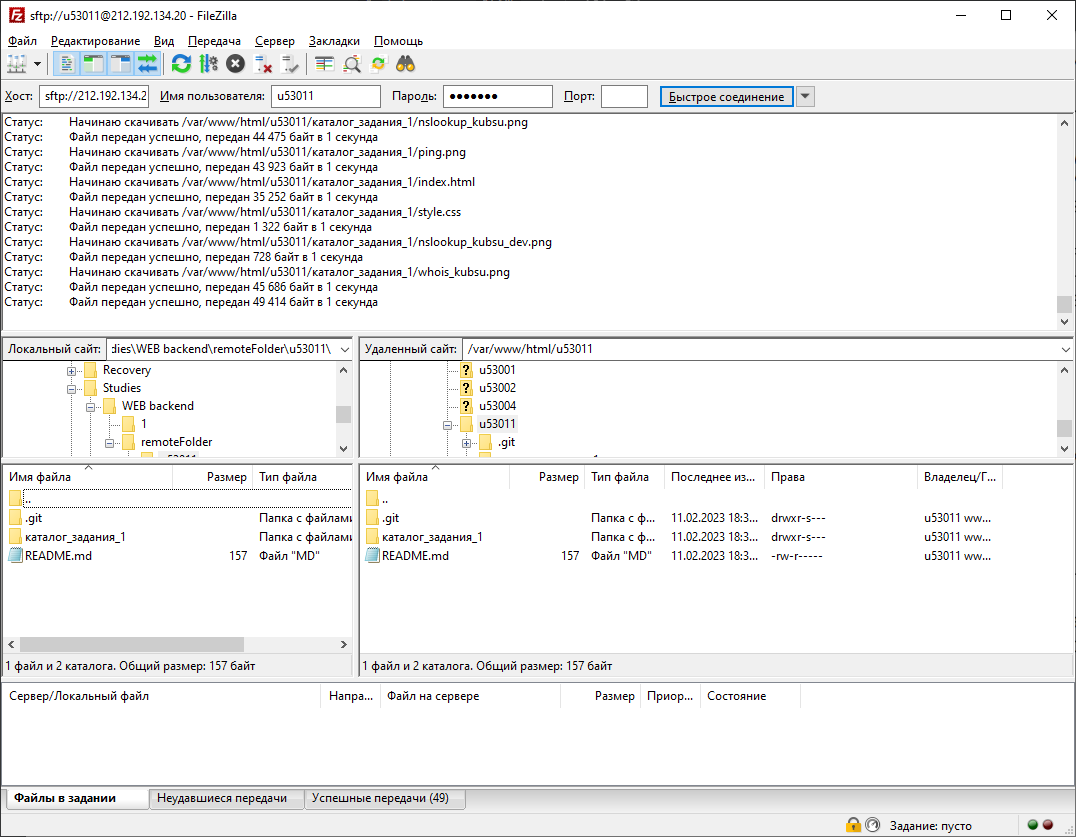 sftp://u53011@212.192.134.20 - FileZilla
Файл Редактирование Вид Передача Сервер Закладки Помощь
Хост: sftp://212.192.134.2 Имя пользователя: u53011 Пароль: ●●●●●●● Порт: Быстрое соединение
Статус: Начинаю скачивать /var/www/html/u53011/каталог_задания_1/nslookup_kubsu.png
Статус: Файл передан успешно, передан 44 475 байт в 1 секунда
Статус: Начинаю скачивать /var/www/html/u53011/каталог_задания_1/ping.png
Статус: Файл передан успешно, передан 43 923 байт в 1 секунда
Статус: Начинаю скачивать /var/www/html/u53011/каталог_задания_1/index.html
Статус: Файл передан успешно, передан 35 252 байт в 1 секунда
Статус: Начинаю скачивать /var/www/html/u53011/каталог_задания_1/style.css
Статус: Файл передан успешно, передан 1 322 байт в 1 секунда
Статус: Начинаю скачивать /var/www/html/u53011/каталог_задания_1/nslookup_kubsu_dev.png
Статус: Файл передан успешно, передан 728 байт в 1 секунда
Статус: Начинаю скачивать /var/www/html/u53011/каталог_задания_1/whois_kubsu.png
Статус: Файл передан успешно, передан 45 686 байт в 1 секунда
Статус: Файл передан успешно, передан 49 414 байт в 1 секунда
Локальный сайт: dies\WEB backend\remoteFolder\u53011\
Recovery
Studies
WEB backend
1
remoteFolder
u53011
Удаленный сайт: /var/www/html/u53011
u53001
u53002
u53004
u53011
.git
Имя файла Размер Тип файла
..
.git Папка с файлами
каталог_задания_1 Папка с файлами
README.md 157 Файл "MD"
1 файл и 2 каталога. Общий размер: 157 байт
Имя файла Размер Тип файла Последнее из... Права Владелец/Г...
..
.git Папка с ф... 11.02.2023 18:3... drwxr-s--- u53011 ww...
каталог_задания_1 Папка с ф... 11.02.2023 18:3... drwxr-s--- u53011 ww...
README.md 157 Файл "MD" 11.02.2023 18:3... -rw-r----- u53011 ww...
1 файл и 2 каталога. Общий размер: 157 байт
Сервер/Локальный файл Напра... Файл на сервере Размер Приор... Состояние
Файлы в задании Неудавшиеся передачи Успешные передачи (49)
Задание: пусто